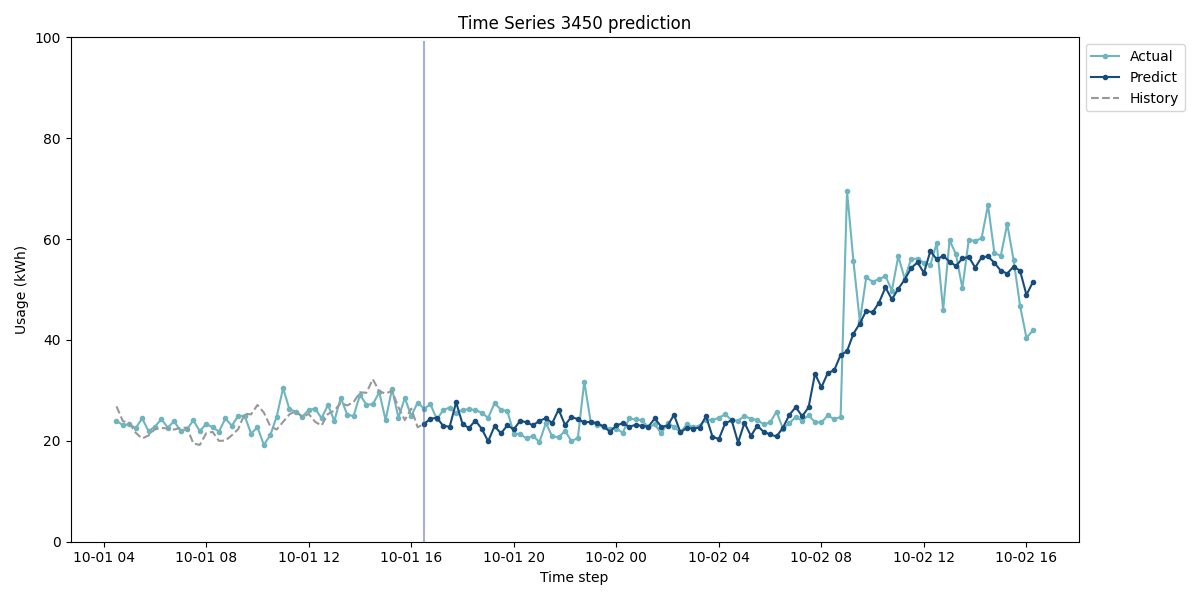 Time Series 3450 prediction
100
80
60
40
20
0
Usage (kWh)
10-01 04
10-01 08
10-01 12
10-01 16
10-01 20
10-02 00
10-02 04
10-02 08
10-02 12
10-02 16
Time step
Actual
Predict
History